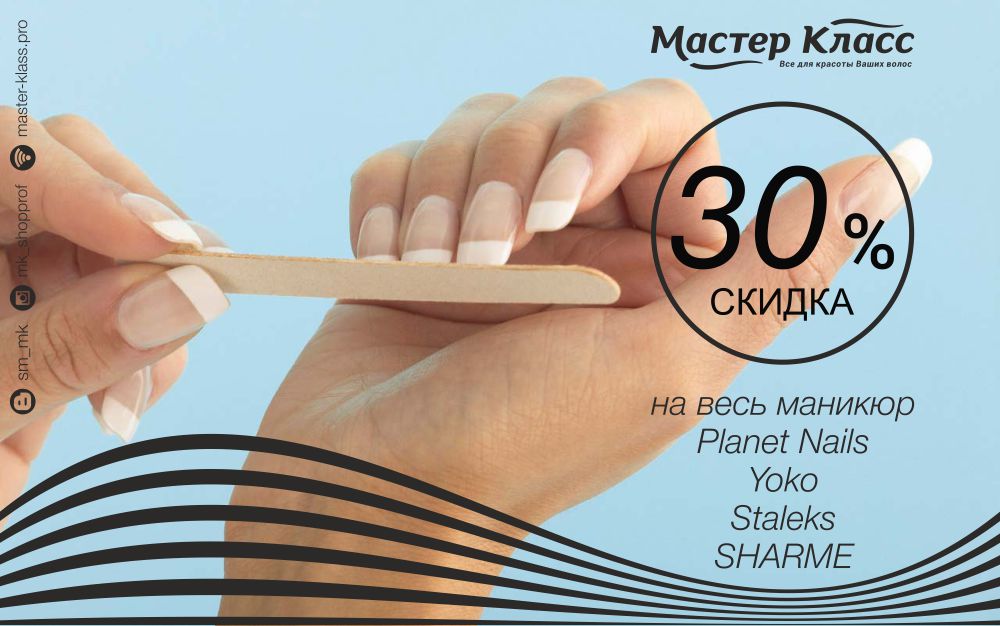 Мастер Класс
Все для красоты Ваших волос
30 %
СКИДКА
на весь маникюр
Planet Nails
Yoko
Staleks
SHARME
master-klass.pro
mk_shopprof
sm_mk